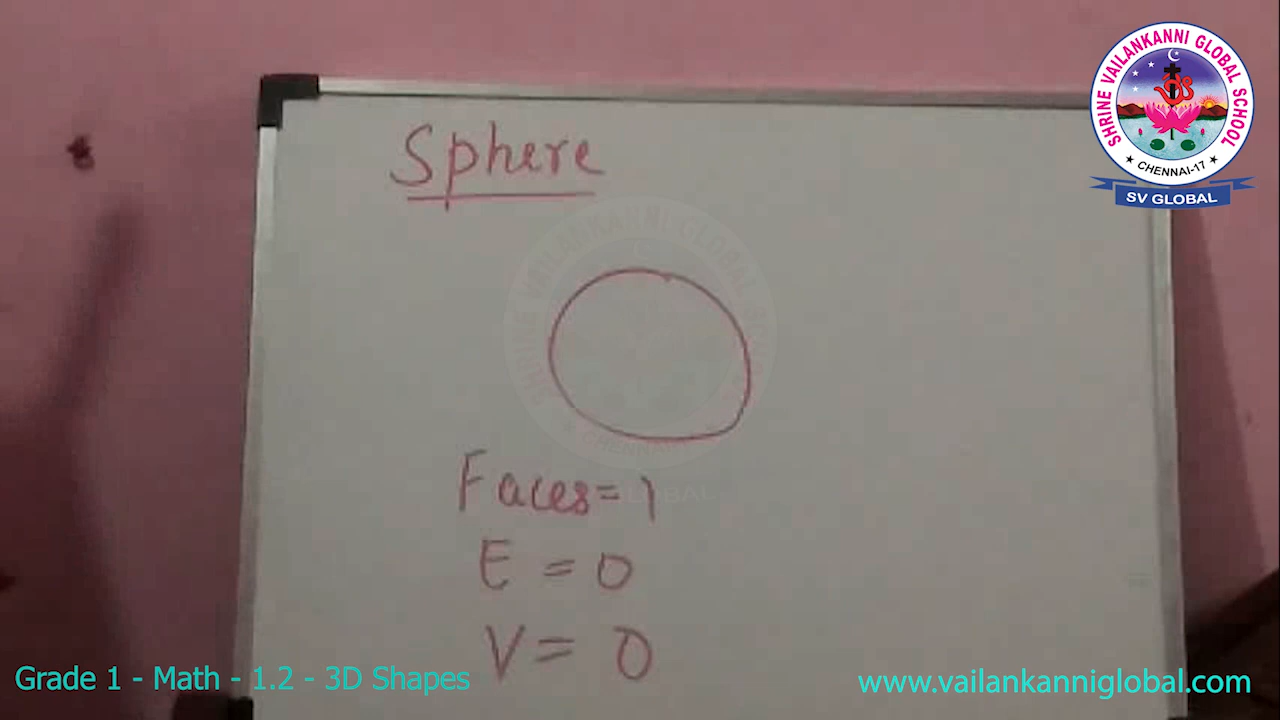 SHRINE VAILANKANNI GLOBAL SCHOOL
CHENNAI-17
SV GLOBAL
Sphere
Faces = 1
E = 0
V = 0
Grade 1 - Math - 1.2 - 3D Shapes
www.vailankanniglobal.com